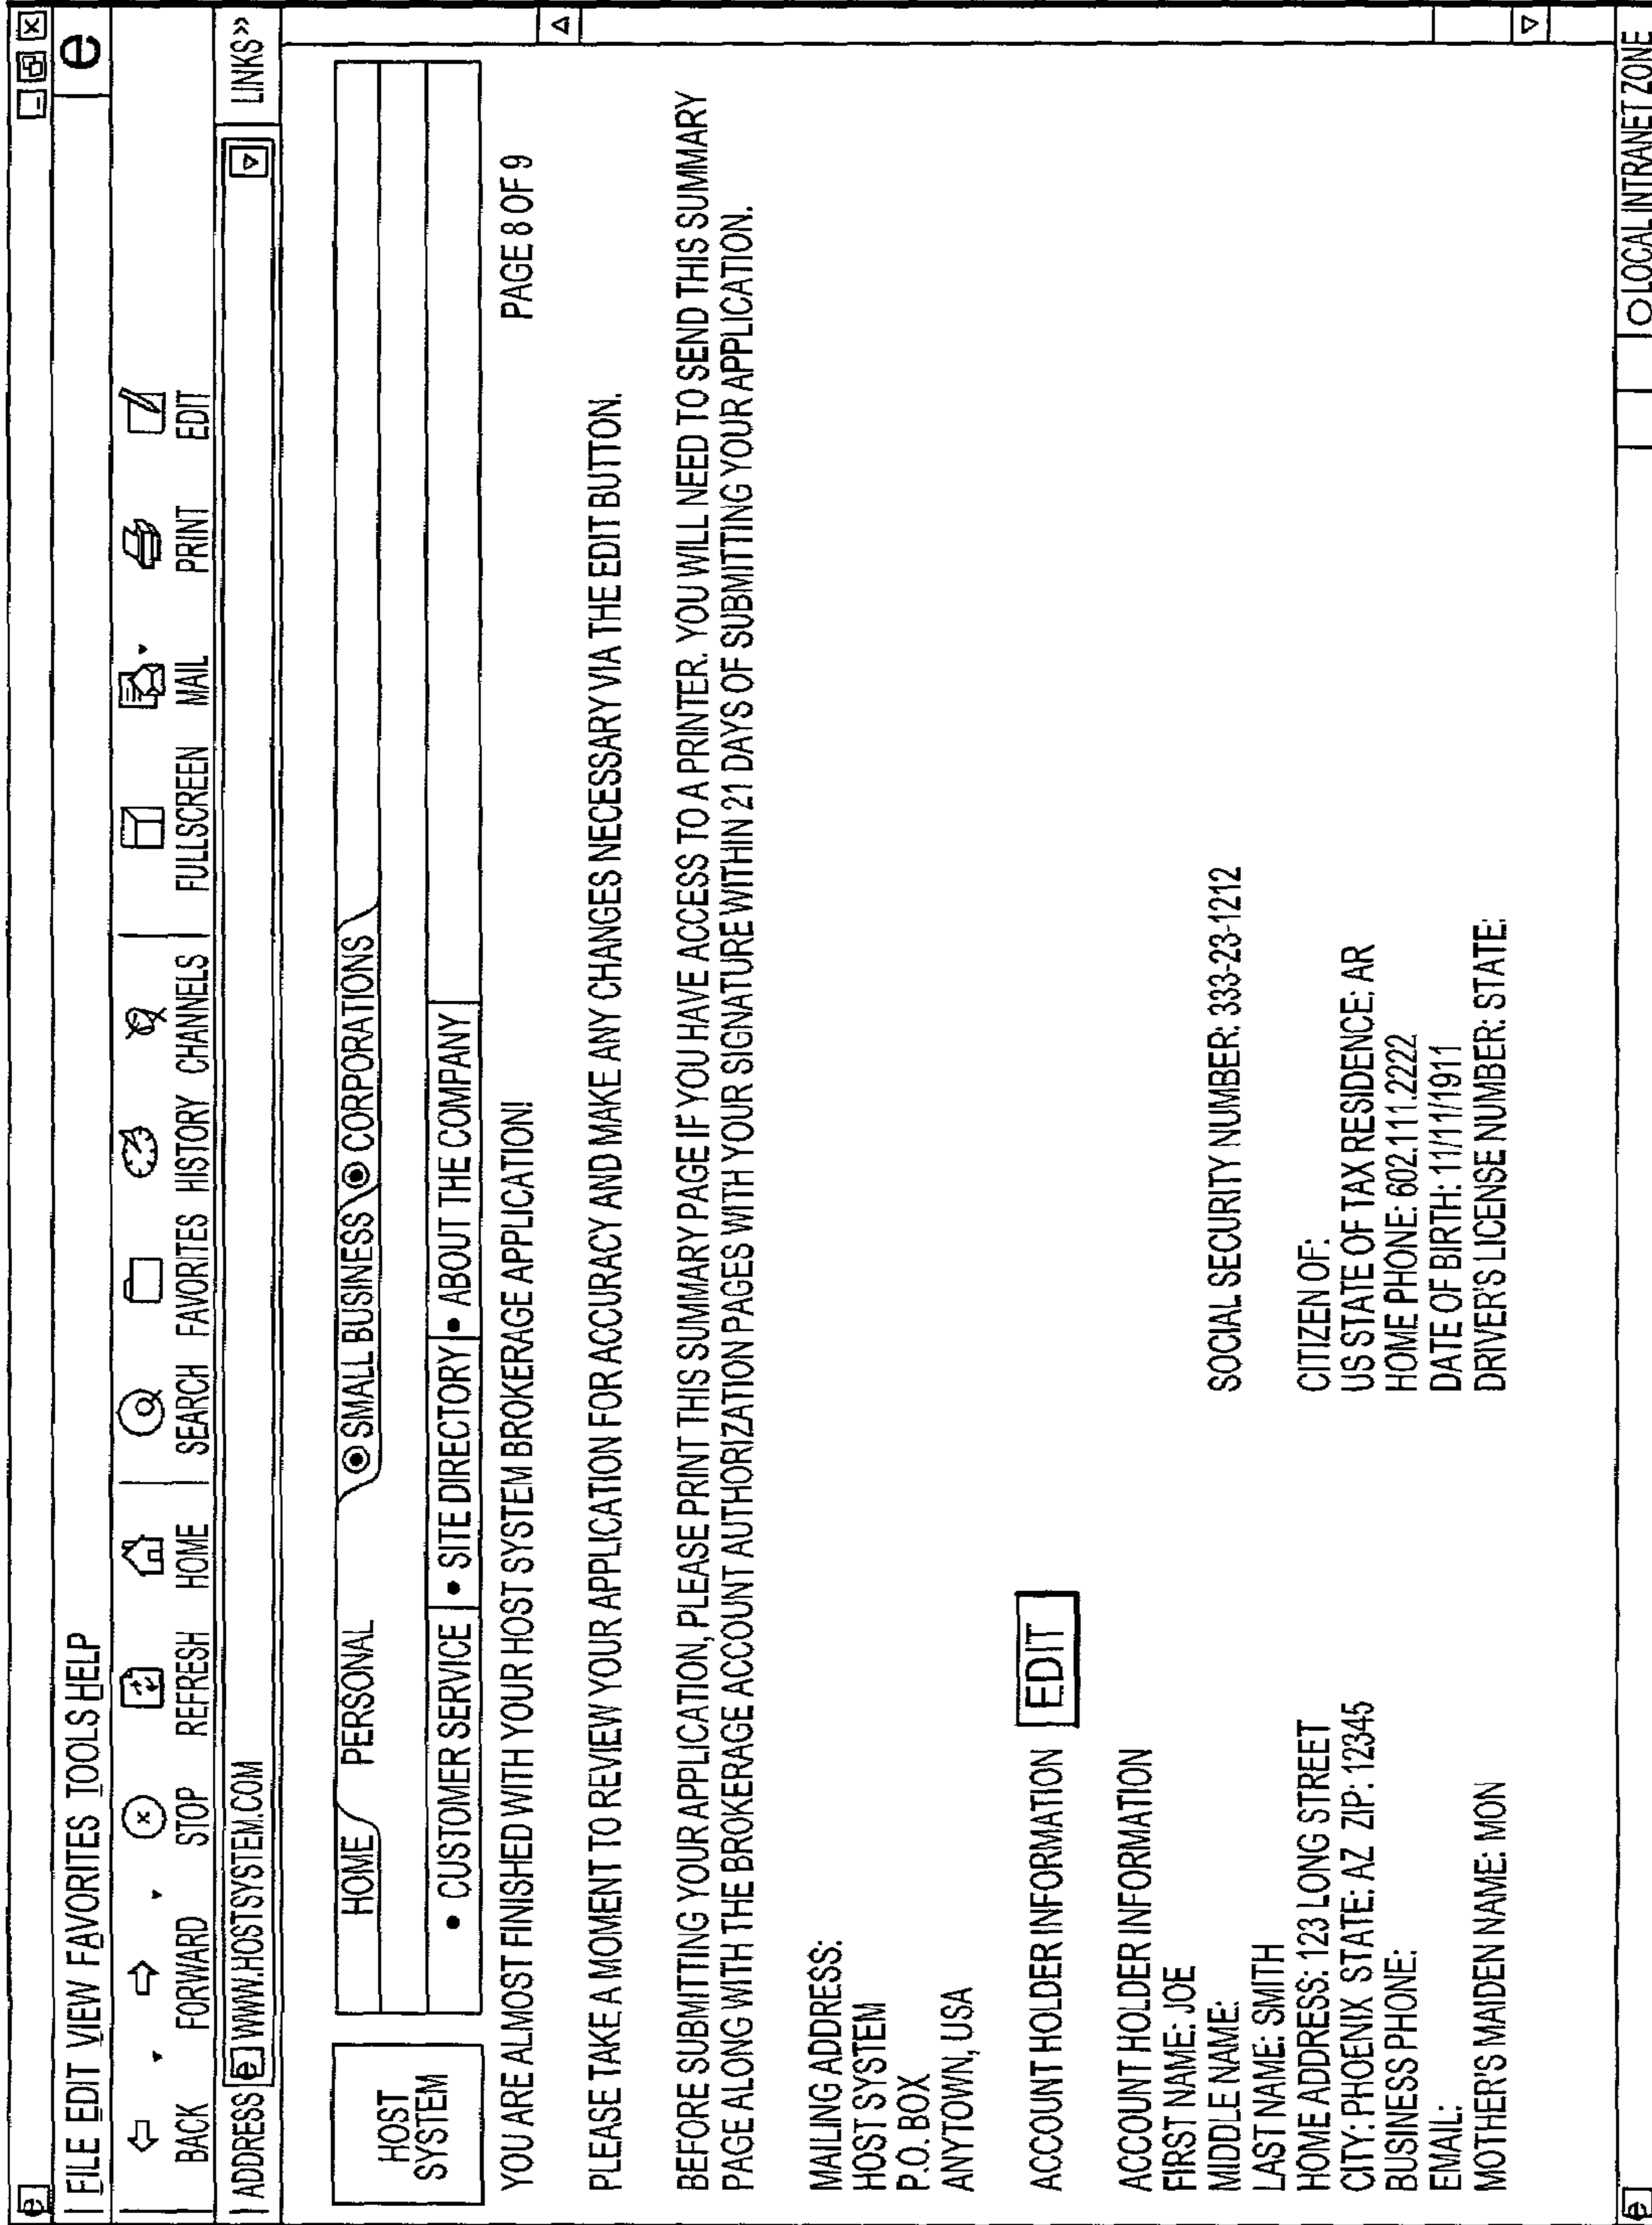 e
FILE EDIT VIEW FAVORITES TOOLS HELP
e
BACK FORWARD STOP REFRESH HOME SEARCH FAVORITES HISTORY CHANNELS FULLSCREEN MAIL PRINT EDIT
ADDRESS e WWW.HOSTSYSTEM.COM LINKS»
HOST
SYSTEM
HOME PERSONAL SMALL BUSINESS CORPORATIONS
• CUSTOMER SERVICE • SITE DIRECTORY • ABOUT THE COMPANY
YOU ARE ALMOST FINISHED WITH YOUR HOST SYSTEM BROKERAGE APPLICATION! PAGE 8 OF 9
PLEASE TAKE A MOMENT TO REVIEW YOUR APPLICATION FOR ACCURACY AND MAKE ANY CHANGES NECESSARY VIA THE EDIT BUTTON.
BEFORE SUBMITTING YOUR APPLICATION, PLEASE PRINT THIS SUMMARY PAGE IF YOU HAVE ACCESS TO A PRINTER. YOU WILL NEED TO SEND THIS SUMMARY
PAGE ALONG WITH THE BROKERAGE ACCOUNT AUTHORIZATION PAGES WITH YOUR SIGNATURE WITHIN 21 DAYS OF SUBMITTING YOUR APPLICATION.
MAILING ADDRESS:
HOST SYSTEM
P.O. BOX
ANYTOWN, USA
ACCOUNT HOLDER INFORMATION EDIT
ACCOUNT HOLDER INFORMATION
FIRST NAME: JOE
MIDDLE NAME: SOCIAL SECURITY NUMBER: 333-23-1212
LAST NAME: SMITH
HOME ADDRESS: 123 LONG STREET CITIZEN OF:
CITY: PHOENIX STATE: AZ ZIP: 12345 US STATE OF TAX RESIDENCE: AR
BUSINESS PHONE: HOME PHONE: 602.111.2222
EMAIL: DATE OF BIRTH: 11/11/1911
MOTHER'S MAIDEN NAME: MON DRIVER'S LICENSE NUMBER: STATE:
e LOCAL INTRANET ZONE